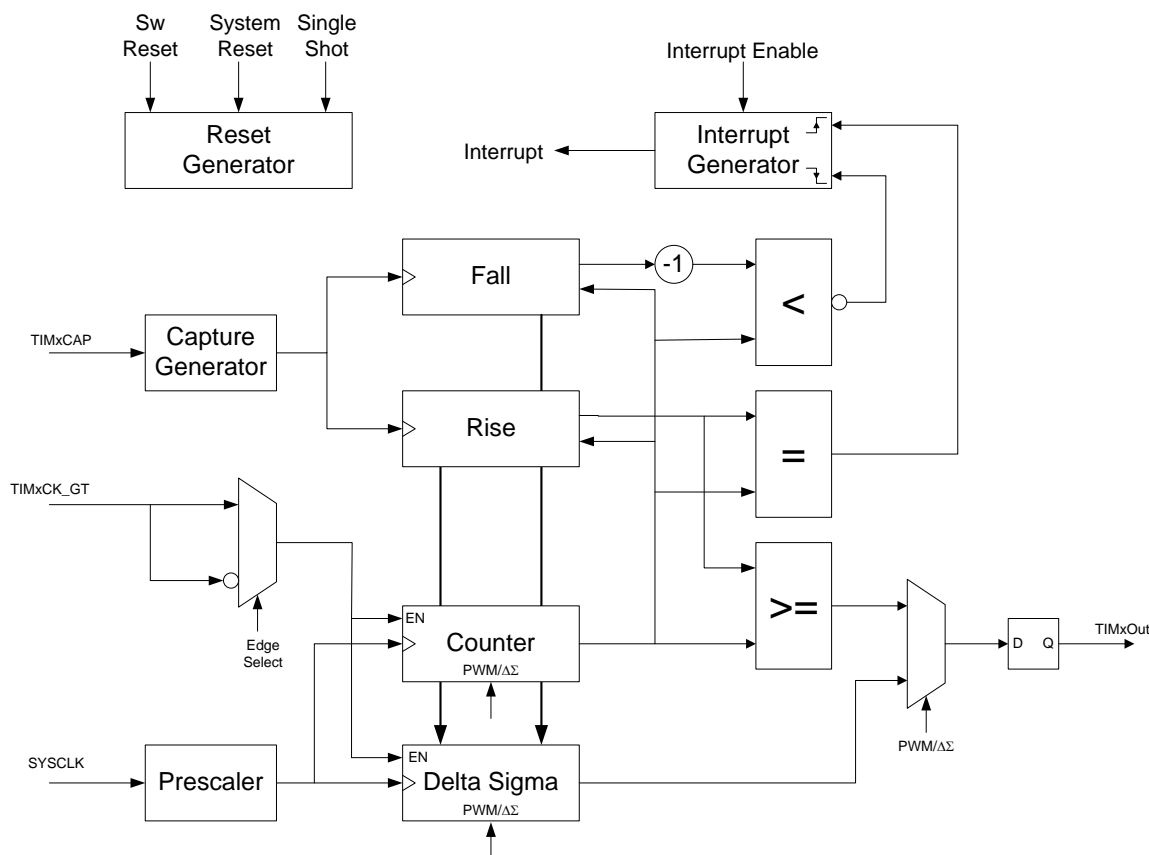 Sw
Reset
System
Reset
Single
Shot
Interrupt Enable
Reset
Generator
Interrupt
Interrupt
Generator
Fall
-1
<
TIMxCAP
Capture
Generator
Rise
=
TIMxCK_GT
Edge
Select
EN
Counter
PWM/ΔΣ
>=
D Q
TIMxOut
PWM/ΔΣ
SYSCLK
Prescaler
EN
Delta Sigma
PWM/ΔΣ